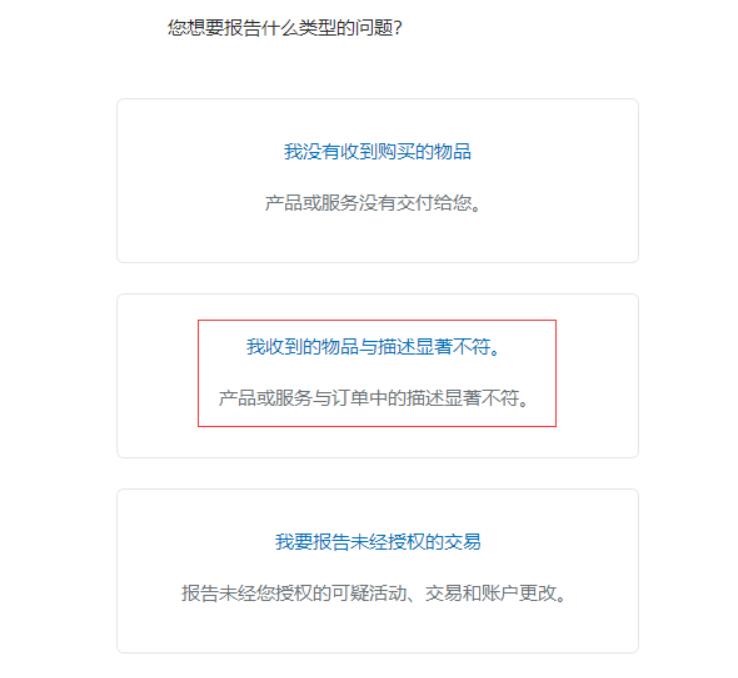 您想要报告什么类型的问题?
我没有收到购买的物品
产品或服务没有交付给您。
我收到的物品与描述显著不符。
产品或服务与订单中的描述显著不符。
我要报告未经授权的交易
报告未经您授权的可疑活动、交易和账户更改。